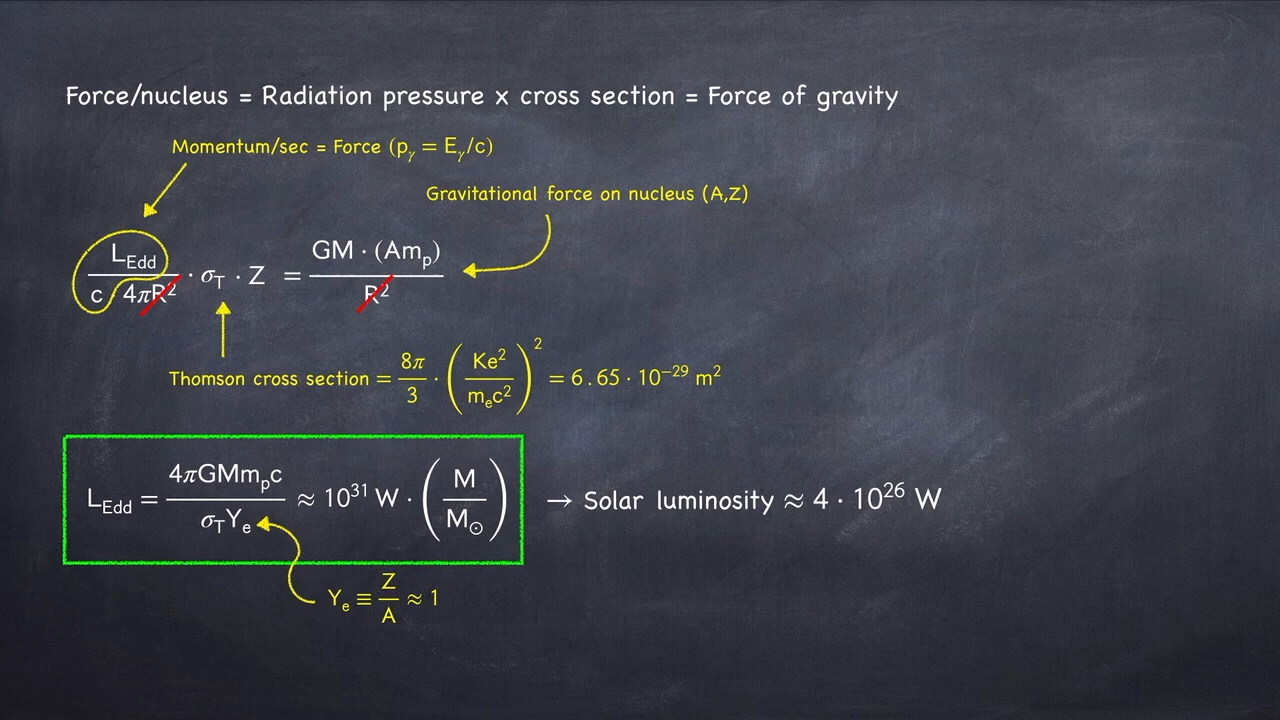 Force/nucleus = Radiation pressure x cross section = Force of gravity
Momentum/sec = Force (p_γ = E_γ/c)
Gravitational force on nucleus (A,Z)
L_Edd / (c · 4πR²) · σ_T · Z = GM · (Am_p) / R²
Thomson cross section = 8π/3 · (Ke²/m_ec²)² = 6.65 · 10⁻²⁹ m²
L_Edd = 4πGMm_pc / σ_TY_e ≈ 10³¹ W · (M/M_⊙) → Solar luminosity ≈ 4 · 10²⁶ W
Y_e ≡ Z/A ≈ 1